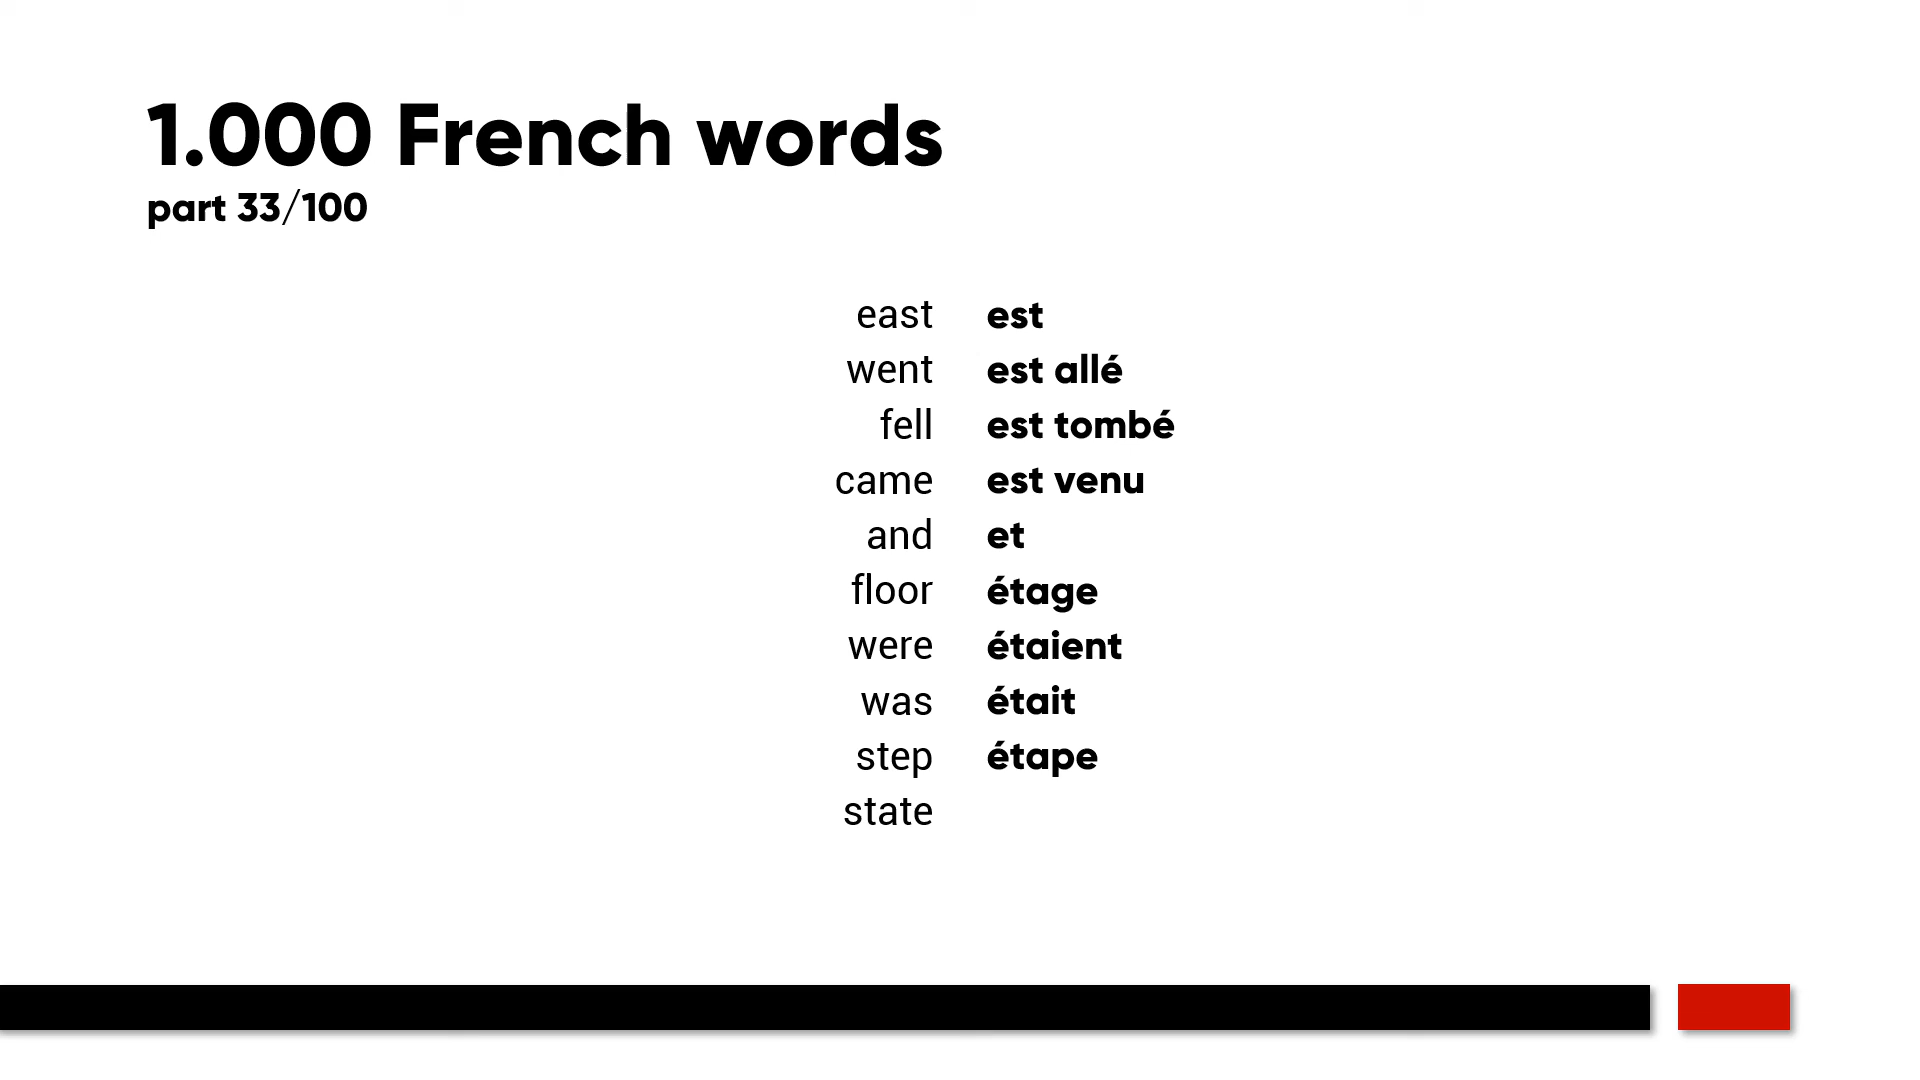 1.000 French words
part 33/100
east est
went est allé
fell est tombé
came est venu
and et
floor étage
were étaient
was était
step étape
state